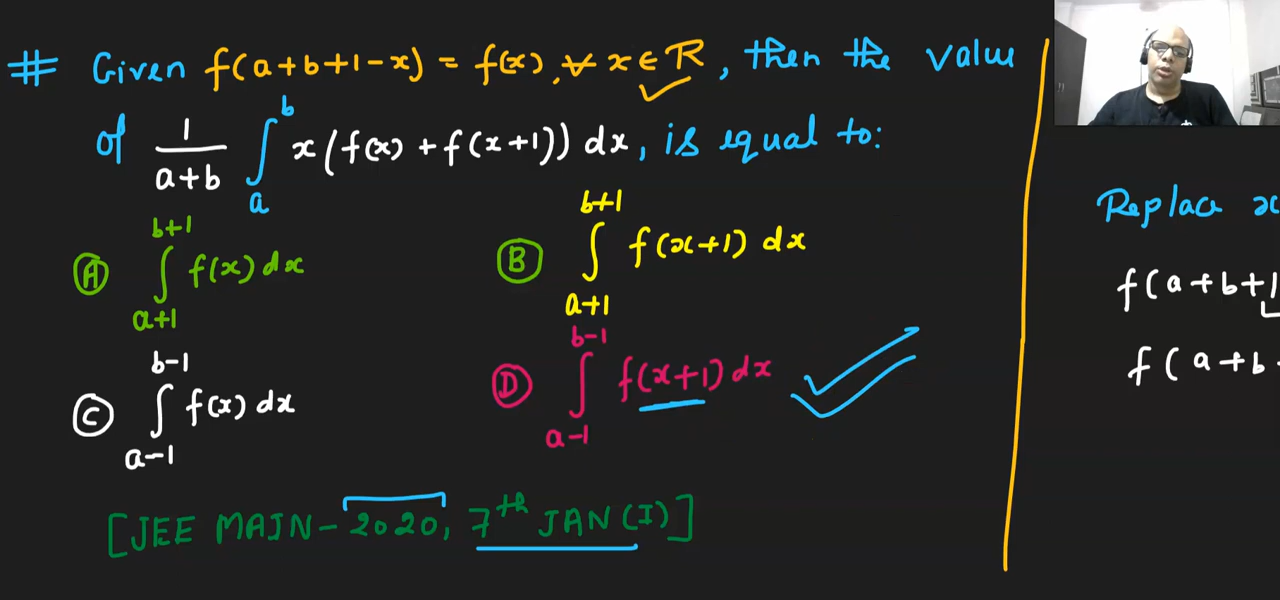 # Given f(a+b+1-x) = f(x), ∀ x ∈ R, then the value
of 1/(a+b) ∫_a^b x(f(x) + f(x+1)) dx, is equal to:
(A) ∫_{a+1}^{b+1} f(x) dx
(B) ∫_{a+1}^{b+1} f(x+1) dx
(C) ∫_{a-1}^{b-1} f(x) dx
(D) ∫_{a-1}^{b-1} f(x+1) dx
[JEE MAIN - 2020, 7th JAN (I)]
Replace x
f(a+b+1
f(a+b